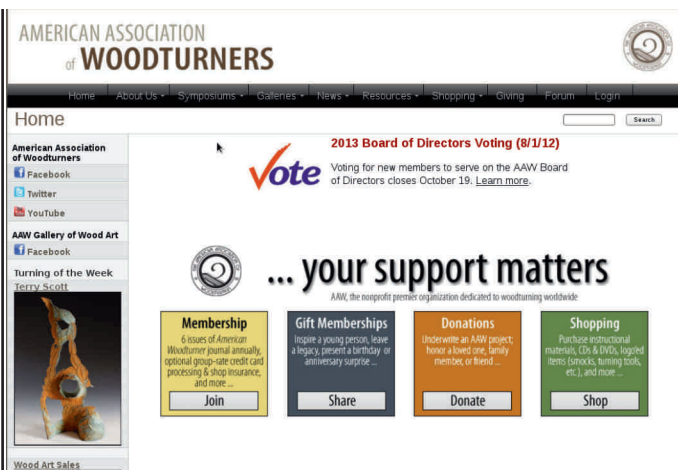 AMERICAN ASSOCIATION
of WOODTURNERS
Home About Us Symposiums Galleries News Resources Shopping Giving Forum Login
Home
Search
American Association
of Woodturners
Facebook
Twitter
YouTube
AAW Gallery of Wood Art
Facebook
Turning of the Week
Terry Scott
Wood Art Sales
2013 Board of Directors Voting (8/1/12)
Vote
Voting for new members to serve on the AAW Board
of Directors closes October 19. Learn more.
... your support matters
AAW, the nonprofit premier organization dedicated to woodturning worldwide
Membership
6 issues of American
Woodturner journal annually,
optional group-rate credit card
processing & shop insurance,
and more ...
Join
Gift Memberships
Inspire a young person, leave
a legacy, present a birthday or
anniversary surprise ...
Share
Donations
Underwrite an AAW project;
honor a loved one, family
member, or friend ...
Donate
Shopping
Purchase instructional
materials, CDs & DVDs, logo'ed
items (smocks, turning tools,
etc.), and more ...
Shop